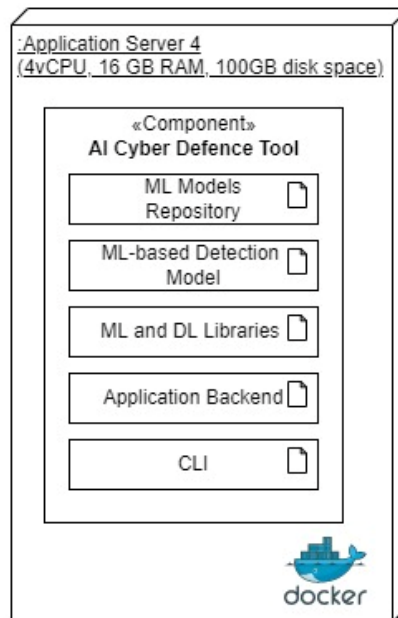 :Application Server 4
(4vCPU, 16 GB RAM, 100GB disk space)
«Component»
AI Cyber Defence Tool
ML Models
Repository
ML-based Detection
Model
ML and DL Libraries
Application Backend
CLI
docker